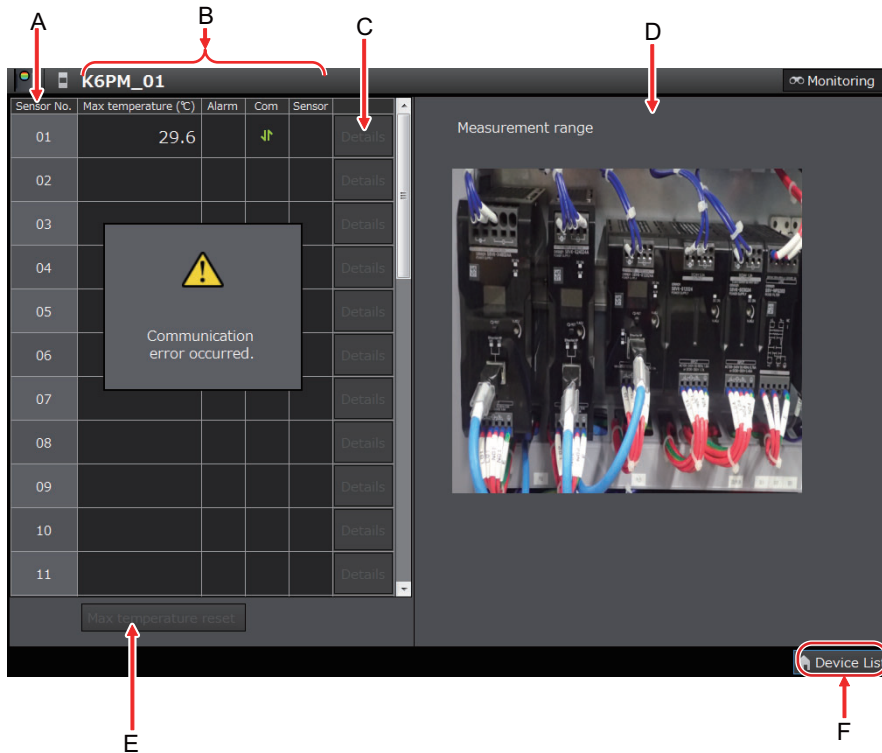 A
B
C
D
K6PM_01
Monitoring
Sensor No.
Max temperature (℃)
Alarm
Com
Sensor
01
29.6
Details
Measurement range
02
Details
03
Details
04
Details
05
Details
06
Details
07
Details
08
Details
09
Details
10
Details
11
Details
Communication
error occurred.
Max temperature reset
Device Lis
E
F